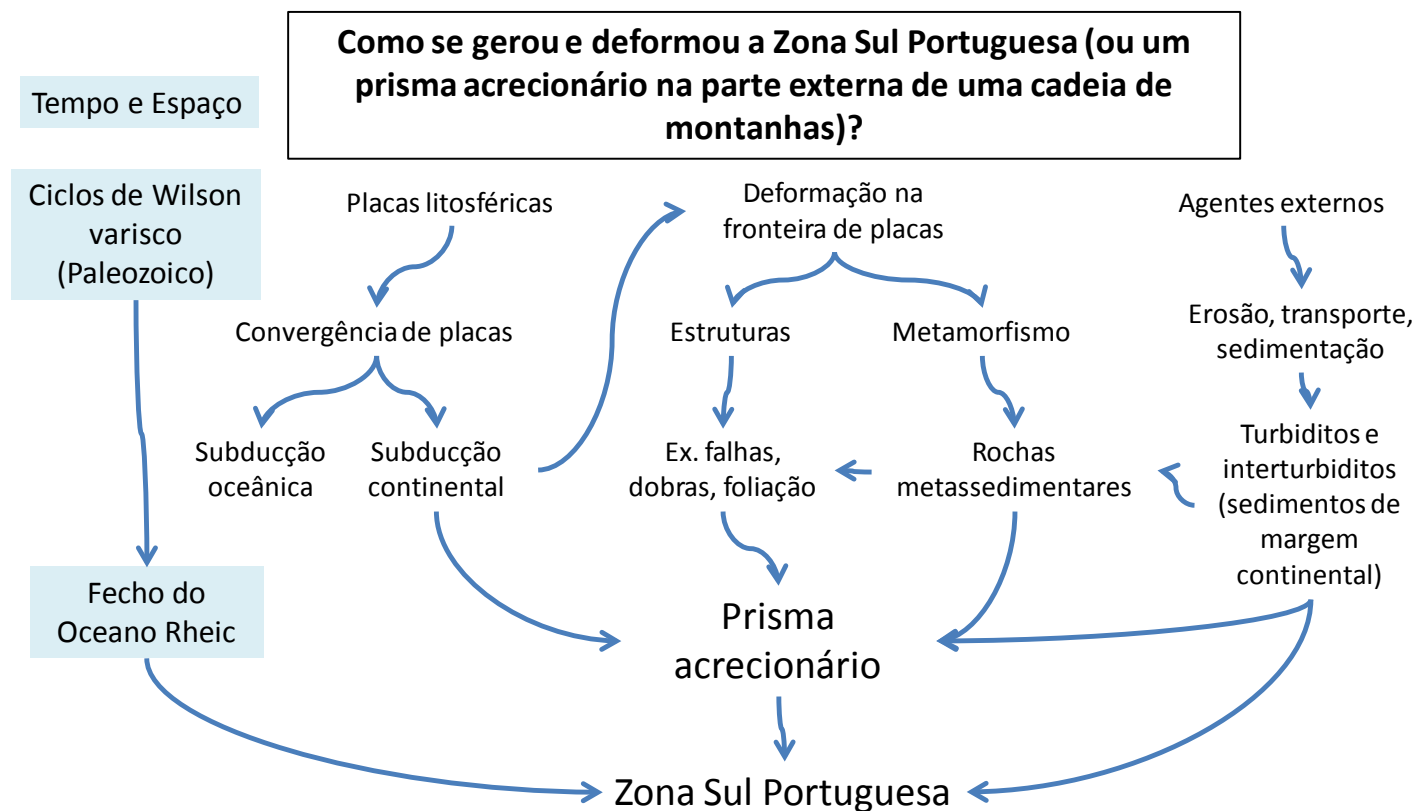 Como se gerou e deformou a Zona Sul Portuguesa (ou um
prisma acrecionário na parte externa de uma cadeia de
montanhas)?
Tempo e Espaço
Ciclos de Wilson
varisco
(Paleozoico)
Fecho do
Oceano Rheic
Placas litosféricas
Convergência de placas
Subducção
oceânica
Subducção
continental
Deformação na
fronteira de placas
Estruturas
Metamorfismo
Ex. falhas,
dobras, foliação
Rochas
metassedimentares
Agentes externos
Erosão, transporte,
sedimentação
Turbiditos e
interturbiditos
(sedimentos de
margem
continental)
Prisma
acrecionário
Zona Sul Portuguesa